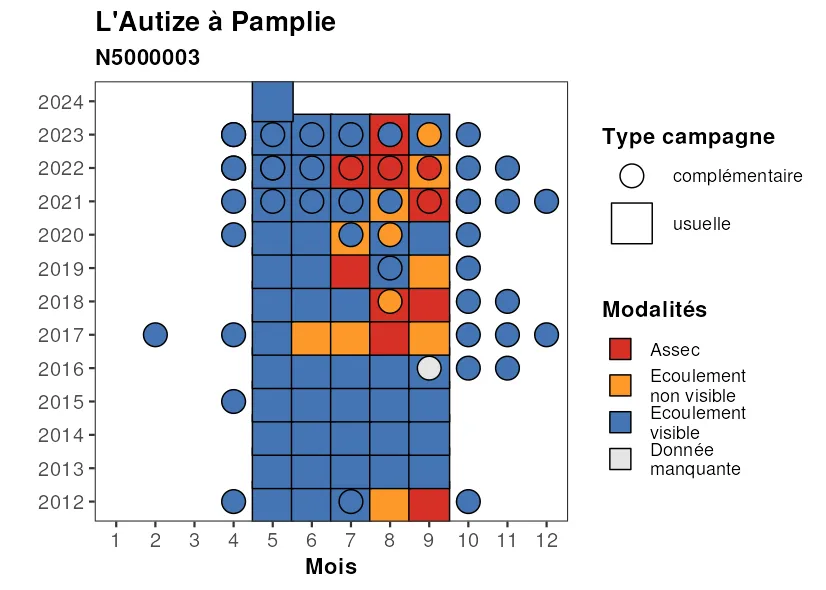 L'Autize à Pamplie
N5000003
2024
2023
2022
2021
2020
2019
2018
2017
2016
2015
2014
2013
2012
1 2 3 4 5 6 7 8 9 10 11 12
Mois
Type campagne
complémentaire
usuelle
Modalités
Assec
Ecoulement
non visible
Ecoulement
visible
Donnée
manquante